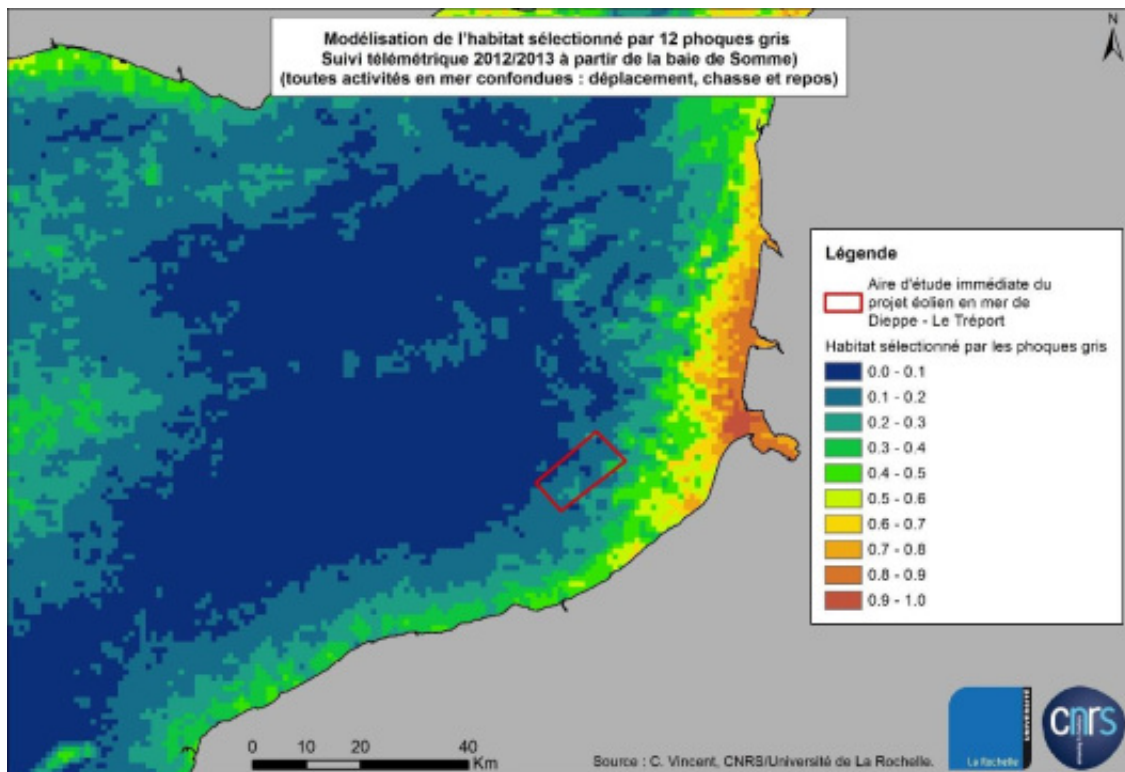 Modélisation de l'habitat sélectionné par 12 phoques gris
Suivi télémétrique 2012/2013 à partir de la baie de Somme)
(toutes activités en mer confondues : déplacement, chasse et repos)
N
Légende
Aire d'étude immédiate du
projet éolien en mer de
Dieppe - Le Tréport
Habitat sélectionné par les phoques gris
0.0 - 0.1
0.1 - 0.2
0.2 - 0.3
0.3 - 0.4
0.4 - 0.5
0.5 - 0.6
0.6 - 0.7
0.7 - 0.8
0.8 - 0.9
0.9 - 1.0
0 10 20 40
Km
Source : C. Vincent, CNRS/Université de La Rochelle.
La Rochelle
UNIVERSITÉ
cnrs